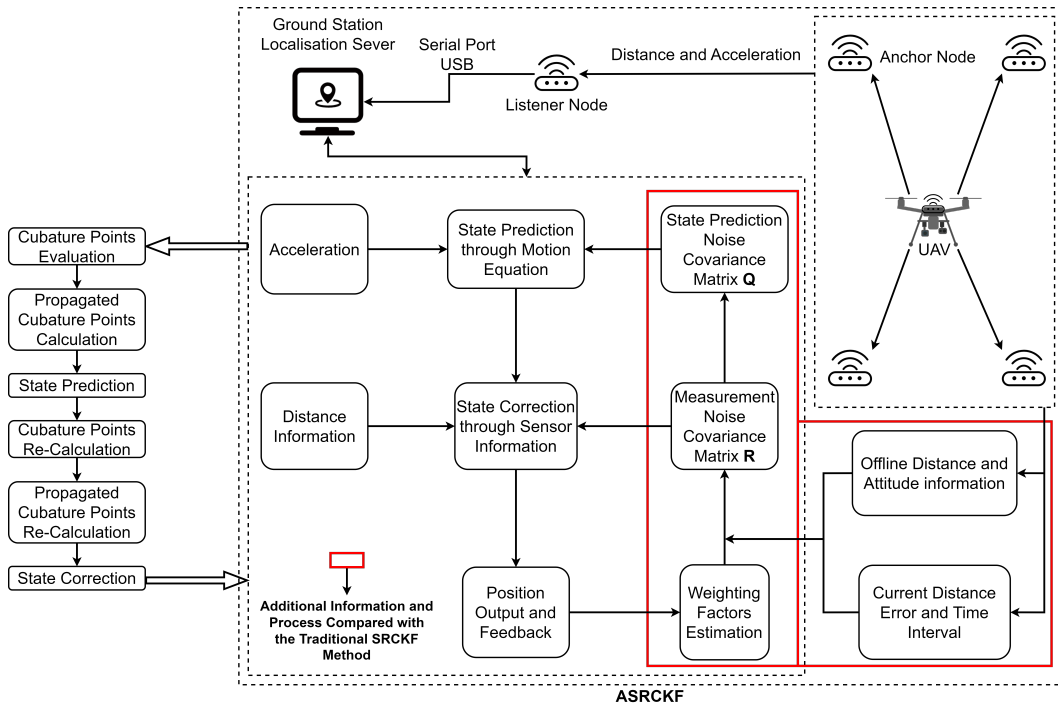 Ground Station
Localisation Sever
Serial Port
USB
Listener Node
Distance and Acceleration
Anchor Node
UAV
Cubature Points
Evaluation
Propagated
Cubature Points
Calculation
State Prediction
Cubature Points
Re-Calculation
Propagated
Cubature Points
Re-Calculation
State Correction
Acceleration
State Prediction
through Motion
Equation
State Prediction
Noise
Covariance
Matrix Q
Distance
Information
State Correction
through Sensor
Information
Measurement
Noise
Covariance
Matrix R
Offline Distance and
Attitude information
Additional Information and
Process Compared with
the Traditional SRCKF
Method
Position
Output and
Feedback
Weighting
Factors
Estimation
Current Distance
Error and Time
Interval
ASRCKF